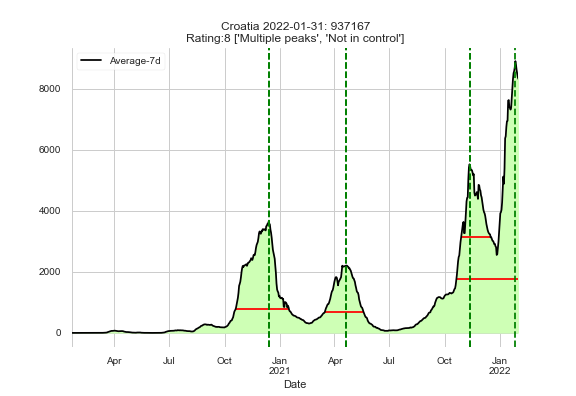 Croatia 2022-01-31: 937167
Rating:8 ['Multiple peaks', 'Not in control']
Average-7d
8000
6000
4000
2000
0
Apr
Jul
Oct
Jan
2021
Apr
Jul
Oct
Jan
2022
Date